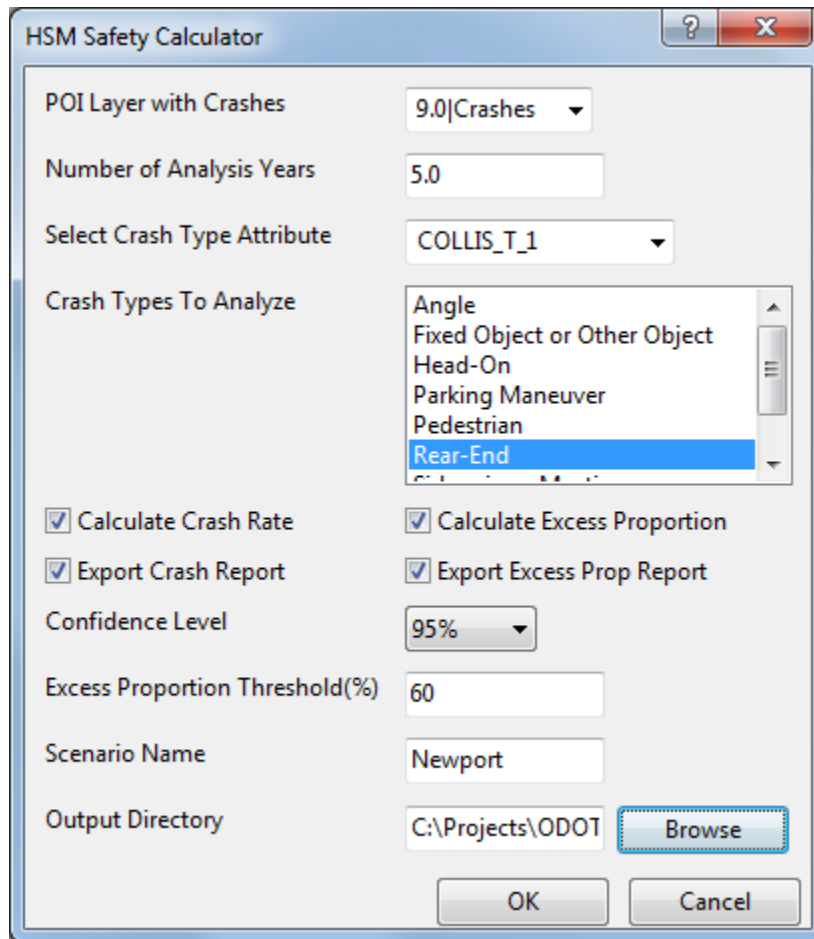 HSM Safety Calculator
POI Layer with Crashes
9.0|Crashes
Number of Analysis Years
5.0
Select Crash Type Attribute
COLLIS_T_1
Crash Types To Analyze
Angle
Fixed Object or Other Object
Head-On
Parking Maneuver
Pedestrian
Rear-End
Calculate Crash Rate
Calculate Excess Proportion
Export Crash Report
Export Excess Prop Report
Confidence Level
95%
Excess Proportion Threshold(%)
60
Scenario Name
Newport
Output Directory
C:\Projects\ODOT
Browse
OK
Cancel